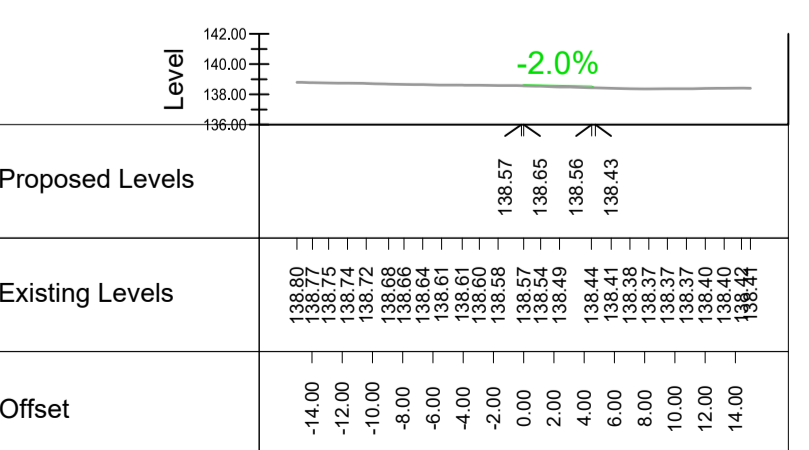 142.00
140.00
138.00
136.00
Level
-2.0%
Proposed Levels
138.57 138.65 138.56 138.43
Existing Levels
138.80 138.77 138.75 138.74 138.72 138.68 138.66 138.64 138.61 138.61 138.60 138.58 138.57 138.54 138.49 138.44 138.41 138.38 138.37 138.37 138.37 138.40 138.40 138.42 138.41
Offset
-14.00 -12.00 -10.00 -8.00 -6.00 -4.00 -2.00 0.00 2.00 4.00 6.00 8.00 10.00 12.00 14.00